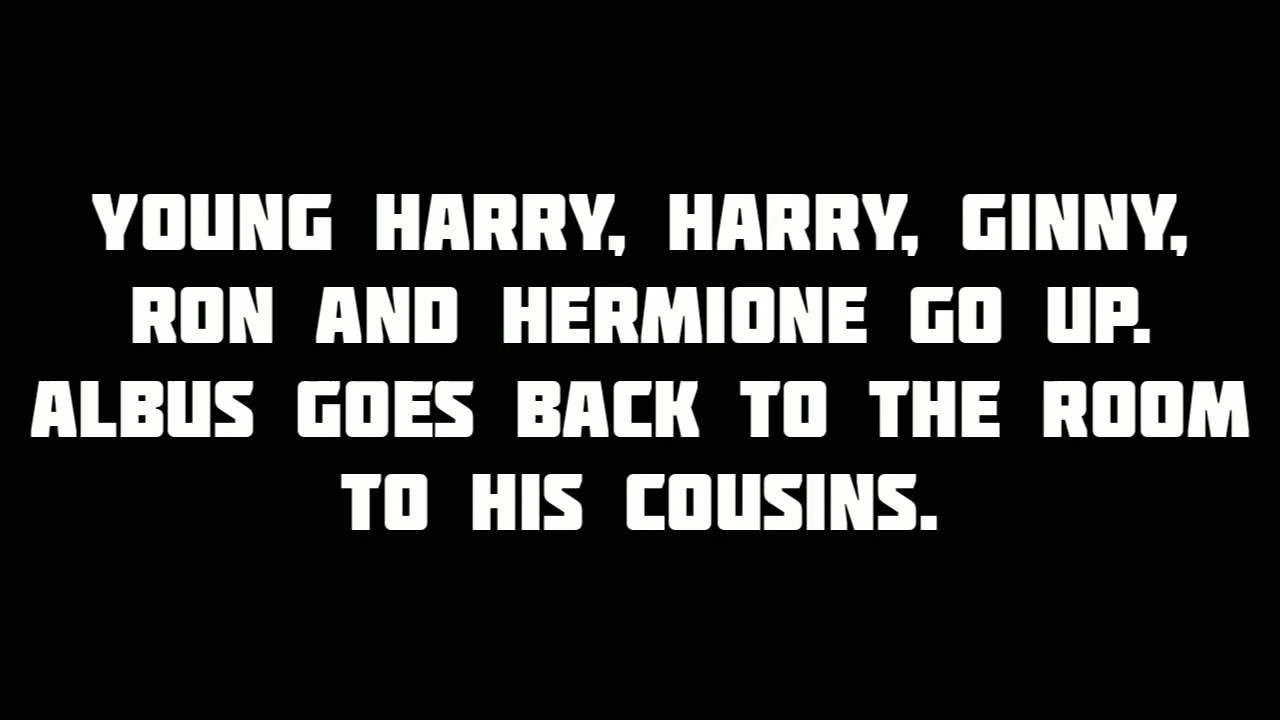 YOUNG HARRY, HARRY, GINNY,
RON AND HERMIONE GO UP.
ALBUS GOES BACK TO THE ROOM
TO HIS COUSINS.